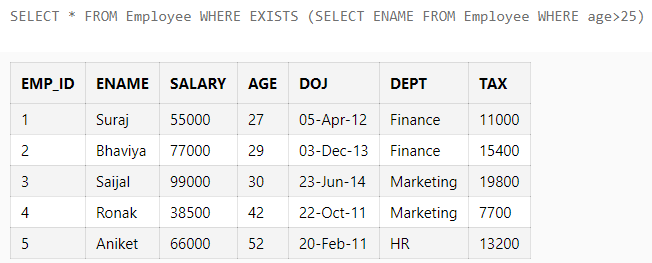 SELECT * FROM Employee WHERE EXISTS (SELECT ENAME FROM Employee WHERE age>25)
EMP_ID ENAME SALARY AGE DOJ DEPT TAX
1 Suraj 55000 27 05-Apr-12 Finance 11000
2 Bhaviya 77000 29 03-Dec-13 Finance 15400
3 Saijal 99000 30 23-Jun-14 Marketing 19800
4 Ronak 38500 42 22-Oct-11 Marketing 7700
5 Aniket 66000 52 20-Feb-11 HR 13200